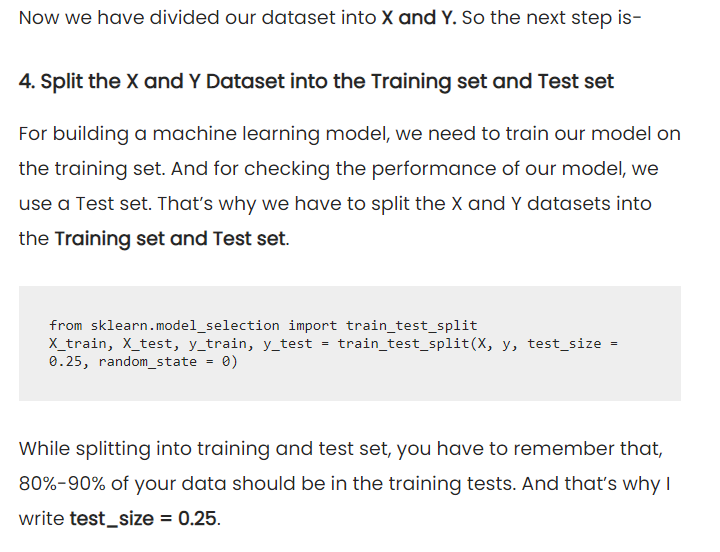 Now we have divided our dataset into X and Y. So the next step is-
4. Split the X and Y Dataset into the Training set and Test set
For building a machine learning model, we need to train our model on
the training set. And for checking the performance of our model, we
use a Test set. That’s why we have to split the X and Y datasets into
the Training set and Test set.
from sklearn.model_selection import train_test_split
X_train, X_test, y_train, y_test = train_test_split(X, y, test_size =
0.25, random_state = 0)
While splitting into training and test set, you have to remember that,
80%-90% of your data should be in the training tests. And that’s why I
write test_size = 0.25.